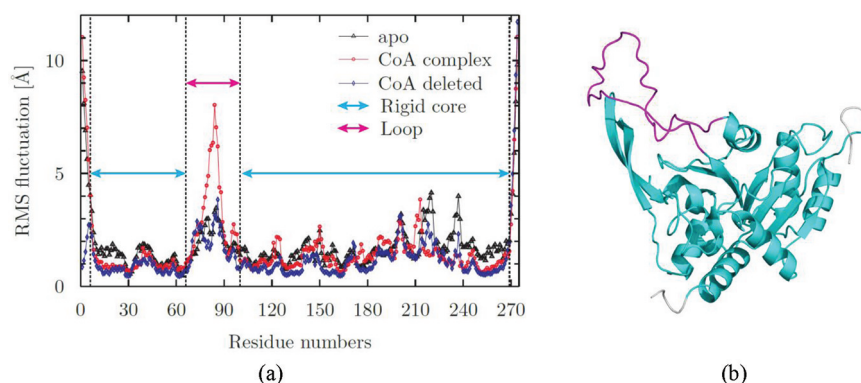 10
5
0
RMS fluctuation [Å]
apo
CoA complex
CoA deleted
Rigid core
Loop
0 30 60 90 120 150 180 210 240 270
Residue numbers
(a) (b)